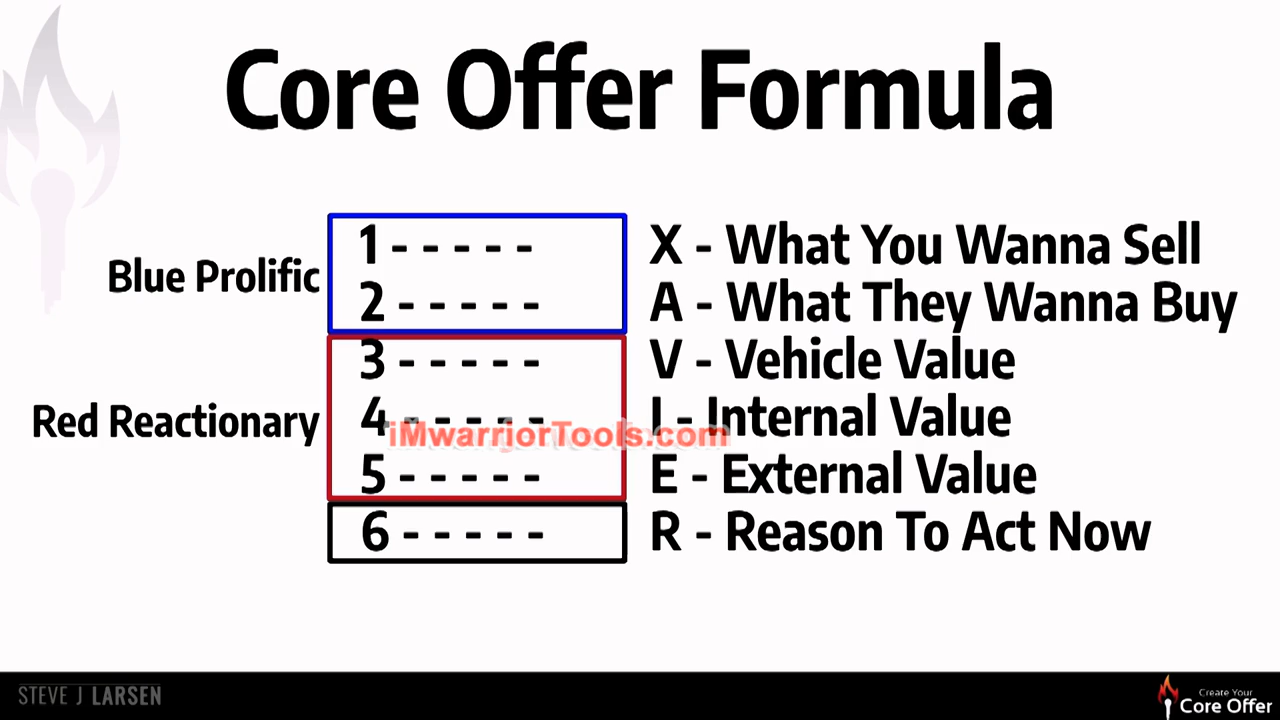 Core Offer Formula
Blue Prolific
1 - - - - - X - What You Wanna Sell
2 - - - - - A - What They Wanna Buy
Red Reactionary
3 - - - - - V - Vehicle Value
4 - - - - - I - Internal Value
iMwarriorTools.com
5 - - - - - E - External Value
6 - - - - - R - Reason To Act Now
STEVE J LARSEN
Create Your
Core Offer